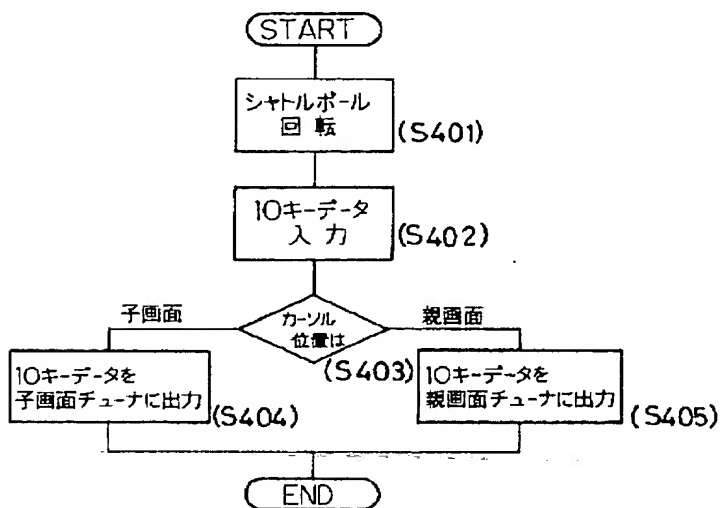 START
シャトルボール
回転
(S401)
10キーデータ
入力
(S402)
子画面
カーソル
位置は
親画面
(S403)
10キーデータを
子画面チューナに出力
(S404)
10キーデータを
親画面チューナに出力
(S405)
END